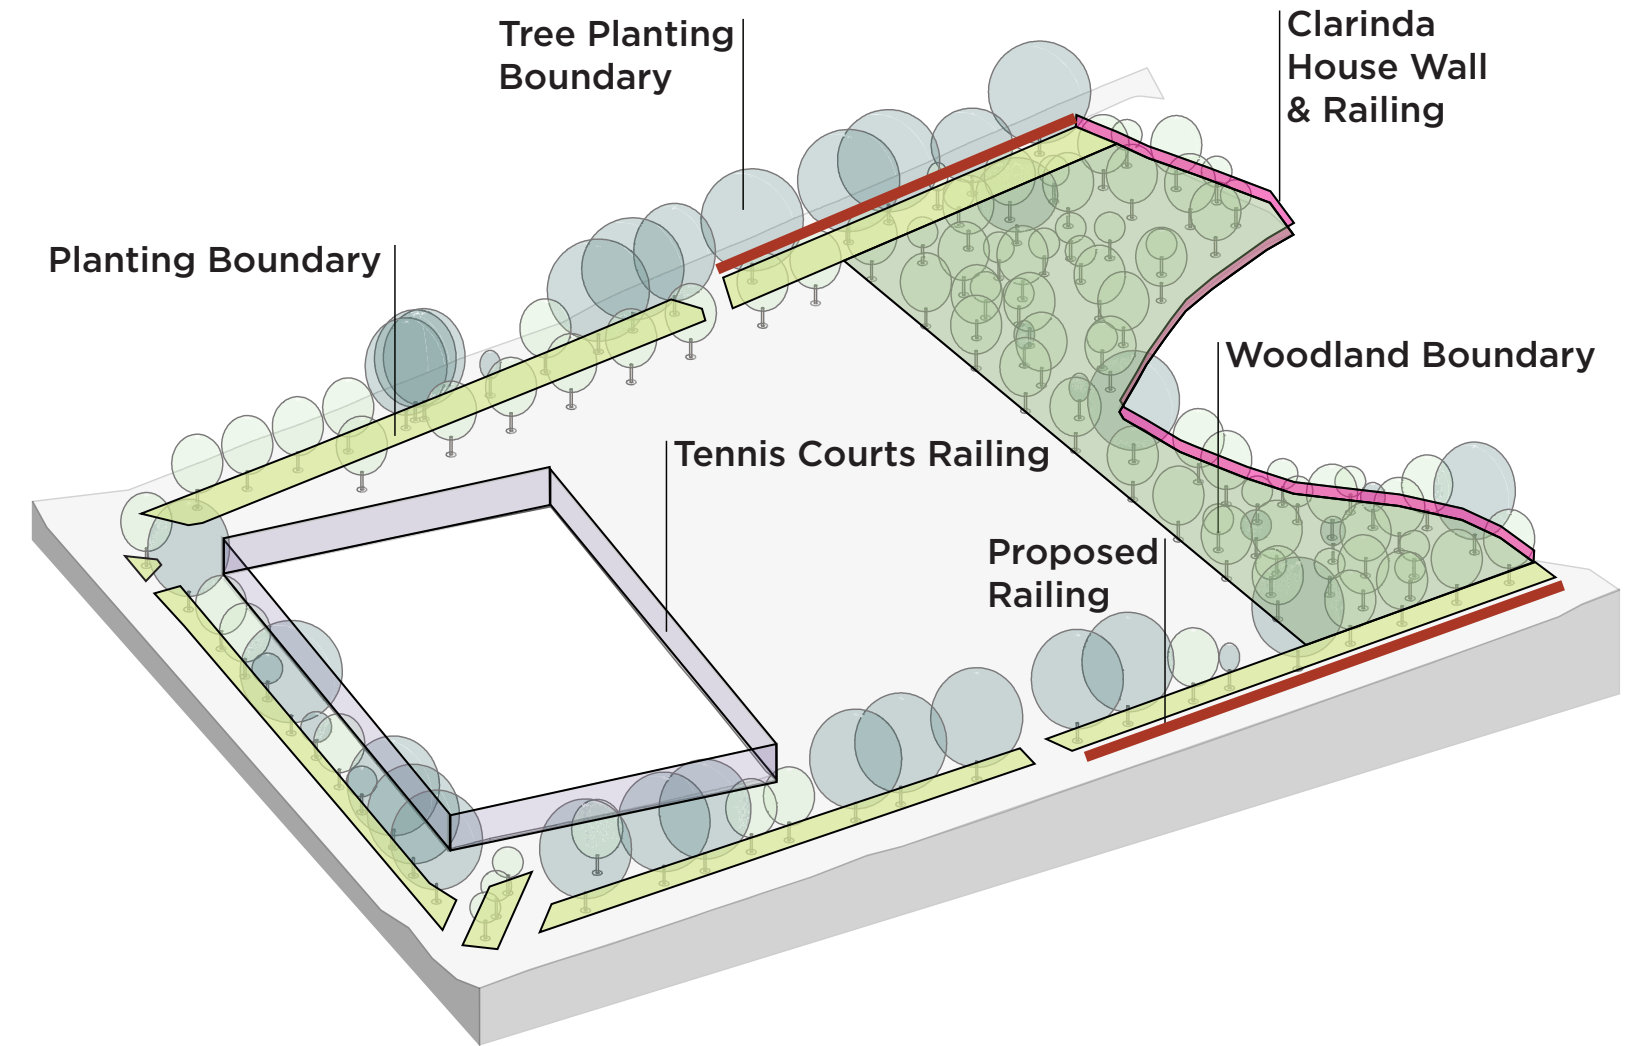 Tree Planting
Boundary
Clarinda
House Wall
& Railing
Planting Boundary
Woodland Boundary
Tennis Courts Railing
Proposed
Railing